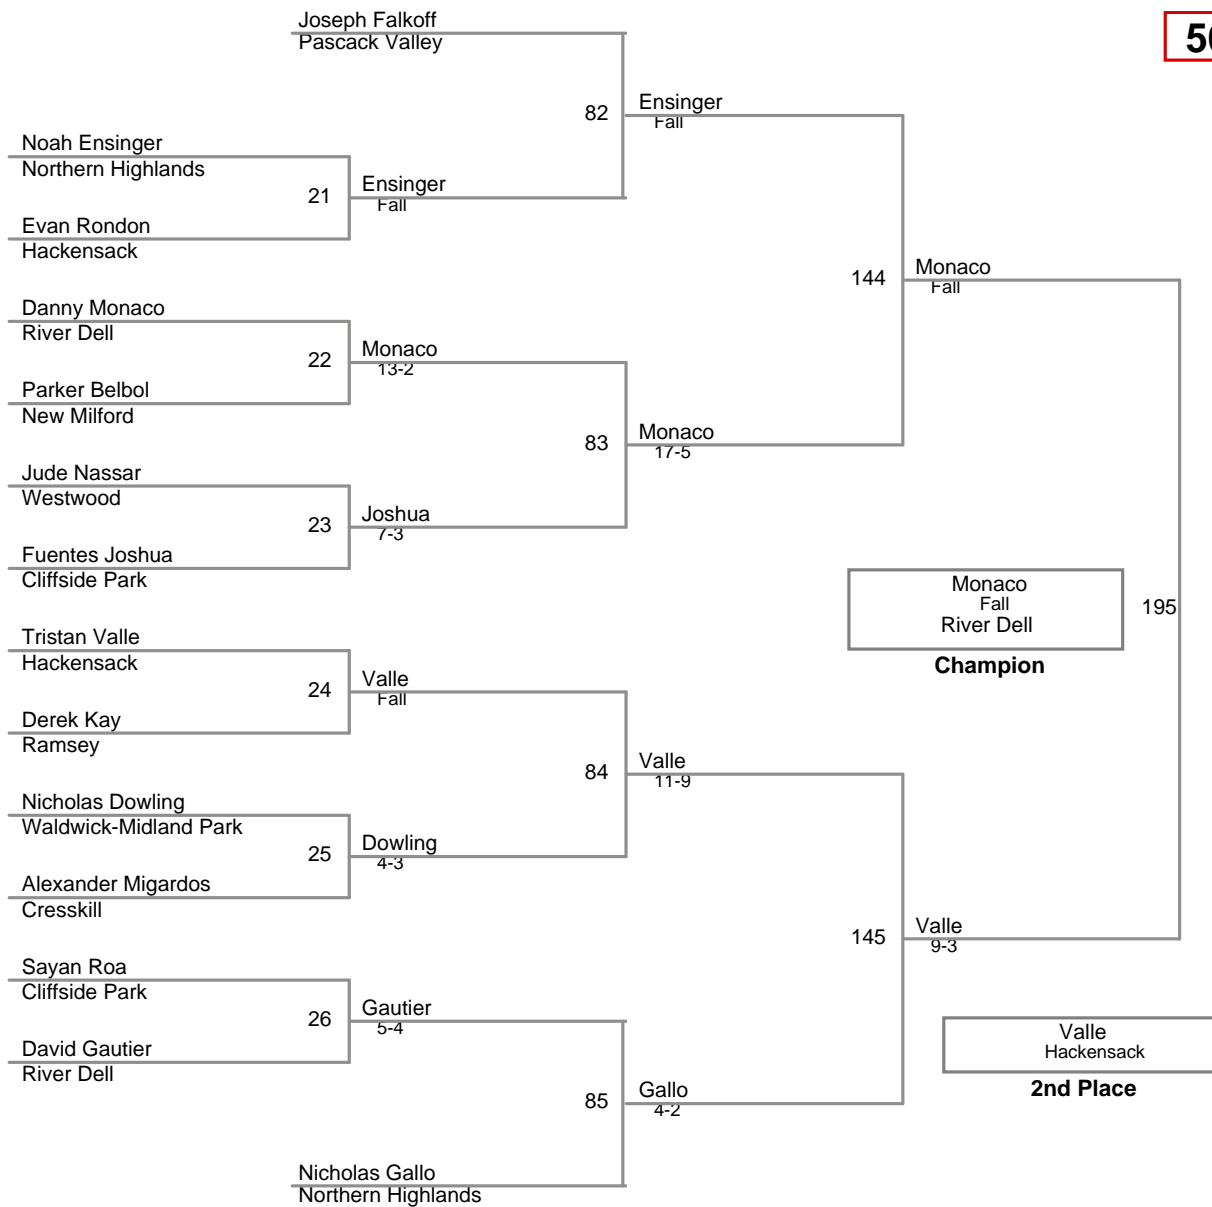 Joseph Falkoff
Pascack Valley
82
Ensinger
Fall
Noah Ensinger
Northern Highlands
21
Ensinger
Fall
Evan Rondon
Hackensack
144
Monaco
Fall
Danny Monaco
River Dell
22
Monaco
13-2
Parker Belbol
New Milford
83
Monaco
17-5
Jude Nassar
Westwood
23
Joshua
7-3
Fuentes Joshua
Cliffside Park
Monaco
Fall
River Dell
Champion
195
Tristan Valle
Hackensack
24
Valle
Fall
Derek Kay
Ramsey
84
Valle
11-9
Nicholas Dowling
Waldwick-Midland Park
25
Dowling
4-3
Alexander Migardos
Cresskill
145
Valle
9-3
Sayan Roa
Cliffside Park
26
Gautier
5-4
David Gautier
River Dell
Valle
Hackensack
2nd Place
85
Gallo
4-2
Nicholas Gallo
Northern Highlands